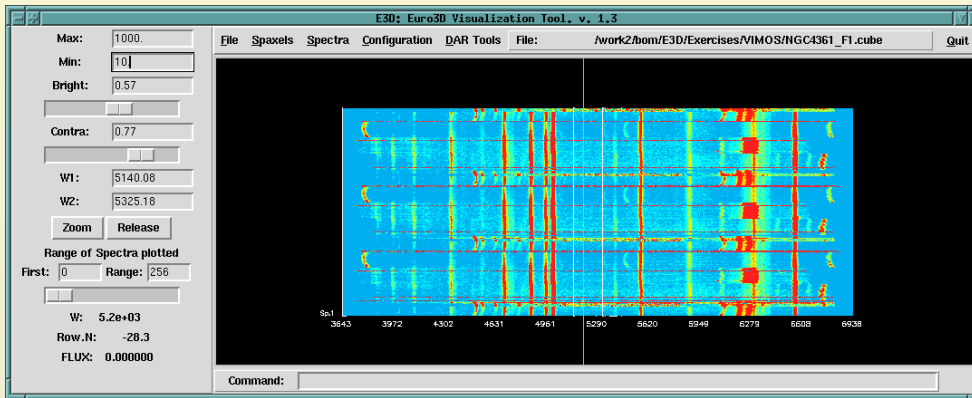 E3D: Euro3D Visualization Tool. v. 1.3
Max: 1000.
Min: 10.
Bright: 0.57
Contra: 0.77
W1: 5140.08
W2: 5325.18
Zoom Release
Range of Spectra plotted
First: 0 Range: 256
W: 5.2e+03
Row.N: -28.3
FLUX: 0.000000
File Spaxels Spectra Configuration DAR Tools File: /work2/bom/E3D/Exercises/VIMOS/NGC4361_F1.cube Quit
Sp.1
3643 3972 4302 4631 4961 5290 5620 5949 6279 6608 6938
Command: